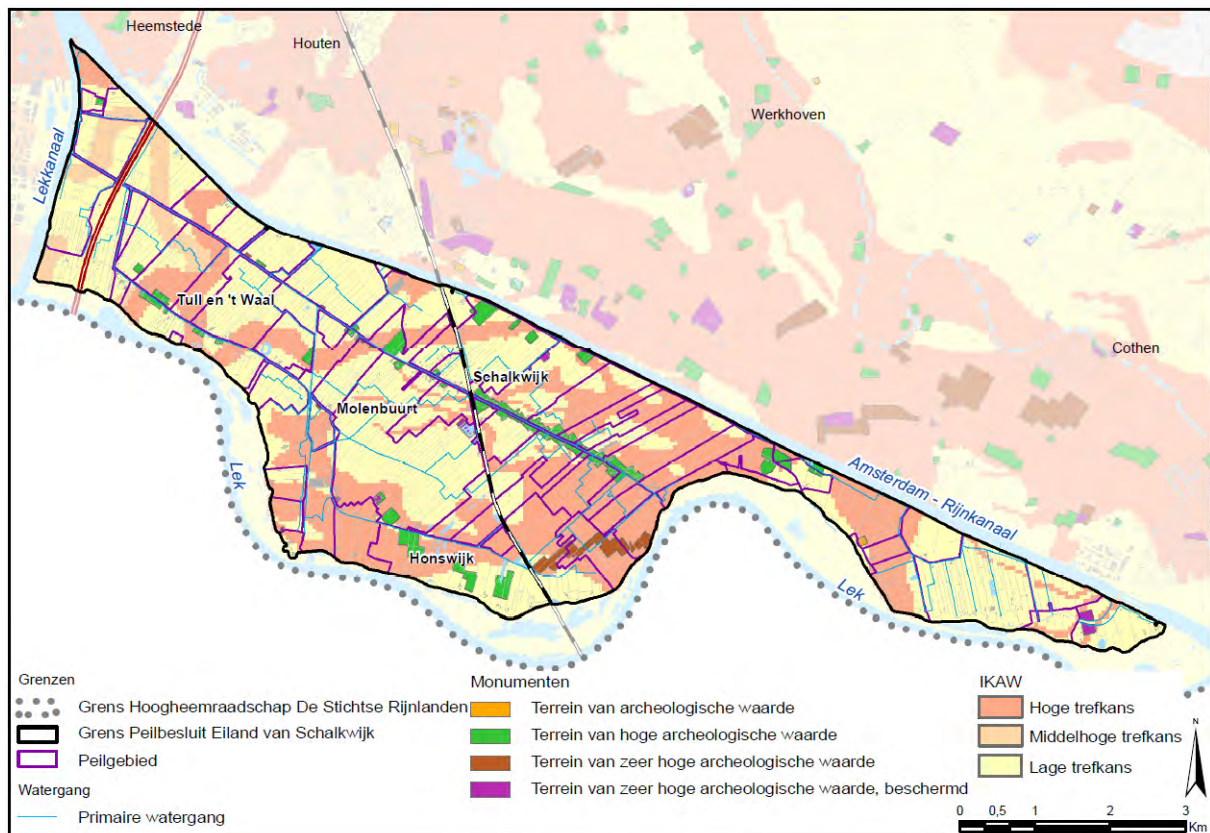 Heemstede
Houten
Werkhoven
Lekkanaal
Tull en 't Waal
Cothen
Schalkwijk
Molenbuurt
Amsterdam - Rijnkanaal
Lek
Honswijk
Lek
Grenzen
Grens Hoogheemraadschap De Stichtse Rijnlanden
Grens Peilbesluit Eiland van Schalkwijk
Peilgebied
Watergang
Primaire watergang
Monumenten
Terrein van archeologische waarde
Terrein van hoge archeologische waarde
Terrein van zeer hoge archeologische waarde
Terrein van zeer hoge archeologische waarde, beschermd
IKAW
Hoge trefkans
Middelhoge trefkans
Lage trefkans
N
0 0,5 1 2 3
Km